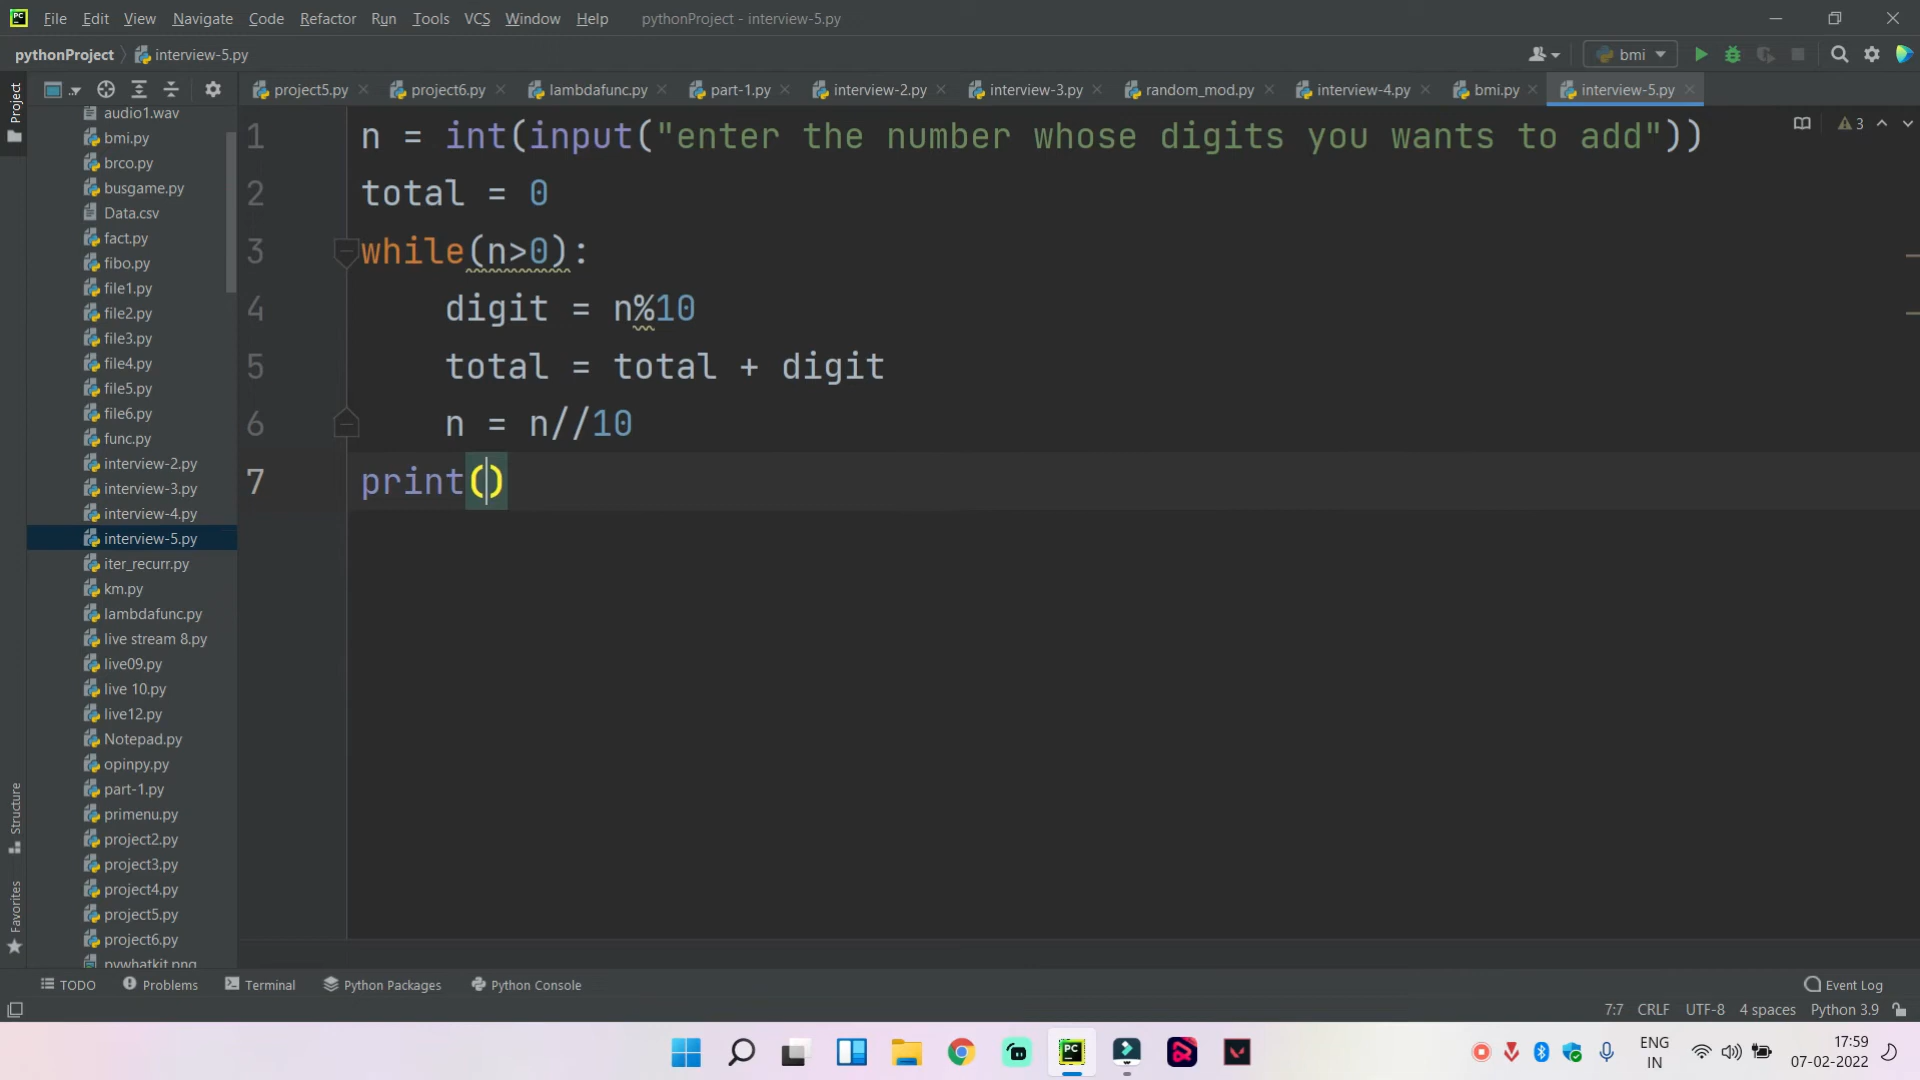 File Edit View Navigate Code Refactor Run Tools VCS Window Help pythonProject - interview-5.py
pythonProject interview-5.py bmi
project5.py project6.py lambdafunc.py part-1.py interview-2.py interview-3.py random_mod.py interview-4.py bmi.py interview-5.py
Project
audio1.wav
bmi.py
brco.py
busgame.py
Data.csv
fact.py
fibo.py
file1.py
file2.py
file3.py
file4.py
file5.py
file6.py
func.py
interview-2.py
interview-3.py
interview-4.py
interview-5.py
iter_recurr.py
km.py
lambdafunc.py
live stream 8.py
live09.py
live 10.py
live12.py
Notepad.py
opinpy.py
part-1.py
primenu.py
project2.py
project3.py
project4.py
project5.py
project6.py
pywhatkit.png
Structure
Favorites
3
1 n = int(input("enter the number whose digits you wants to add"))
2 total = 0
3 while(n>0):
4 digit = n%10
5 total = total + digit
6 n = n//10
7 print()
TODO Problems Terminal Python Packages Python Console Event Log
7:7 CRLF UTF-8 4 spaces Python 3.9
ENG
IN
17:59
07-02-2022